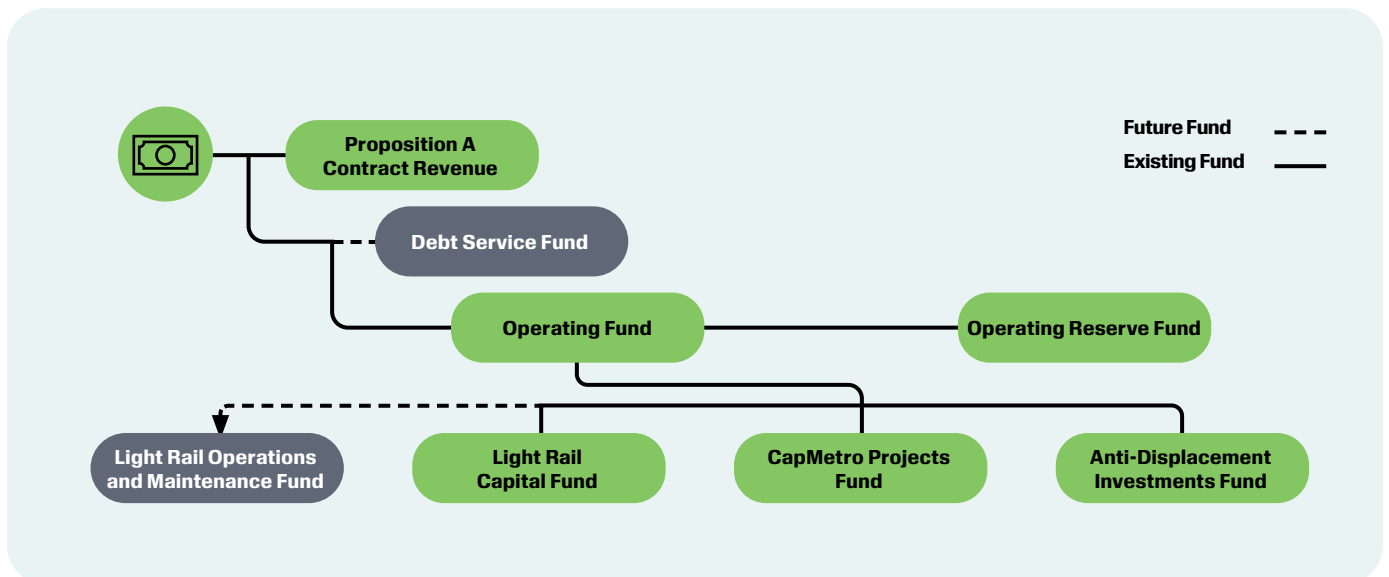 Proposition A
Contract Revenue
Future Fund
Existing Fund
Debt Service Fund
Operating Fund
Operating Reserve Fund
Light Rail Operations
and Maintenance Fund
Light Rail
Capital Fund
CapMetro Projects
Fund
Anti-Displacement
Investments Fund